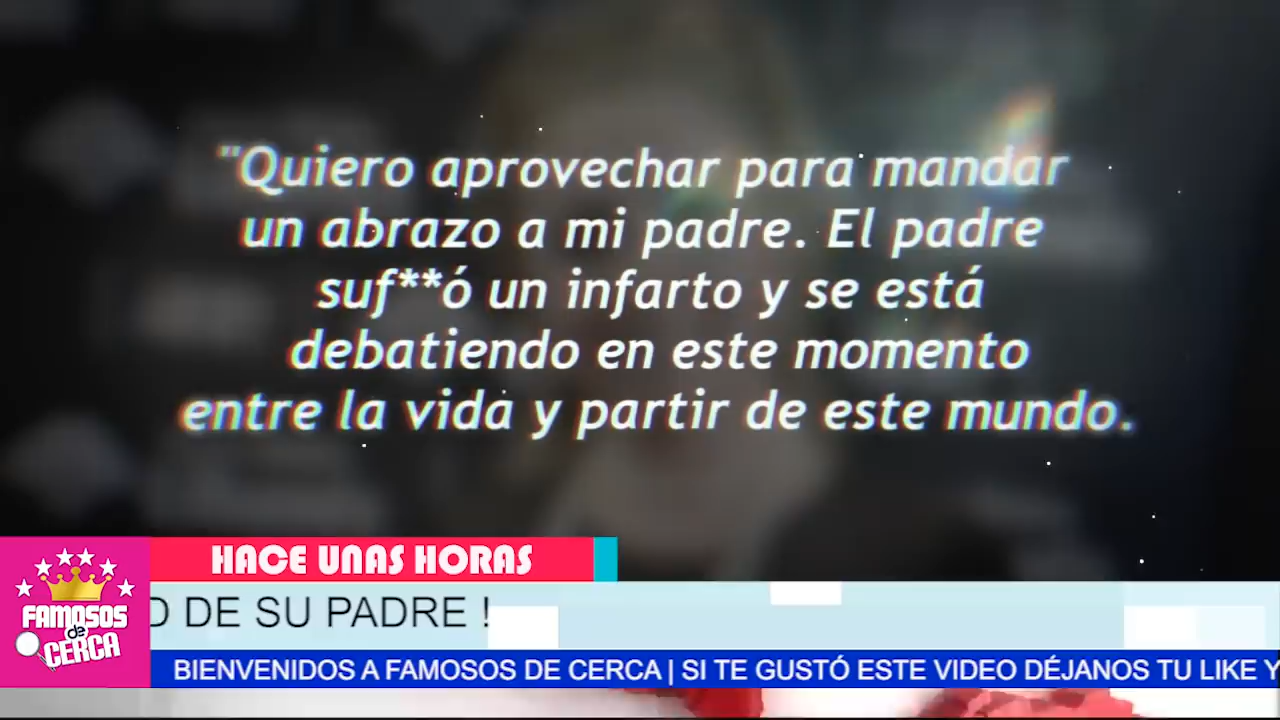 "Quiero aprovechar para mandar
un abrazo a mi padre. El padre
suf**ó un infarto y se está
debatiendo en este momento
entre la vida y partir de este mundo.
HACE UNAS HORAS
O DE SU PADRE !
FAMOSOS
de
CERCA
BIENVENIDOS A FAMOSOS DE CERCA | SI TE GUSTÓ ESTE VIDEO DÉJANOS TU LIKE Y